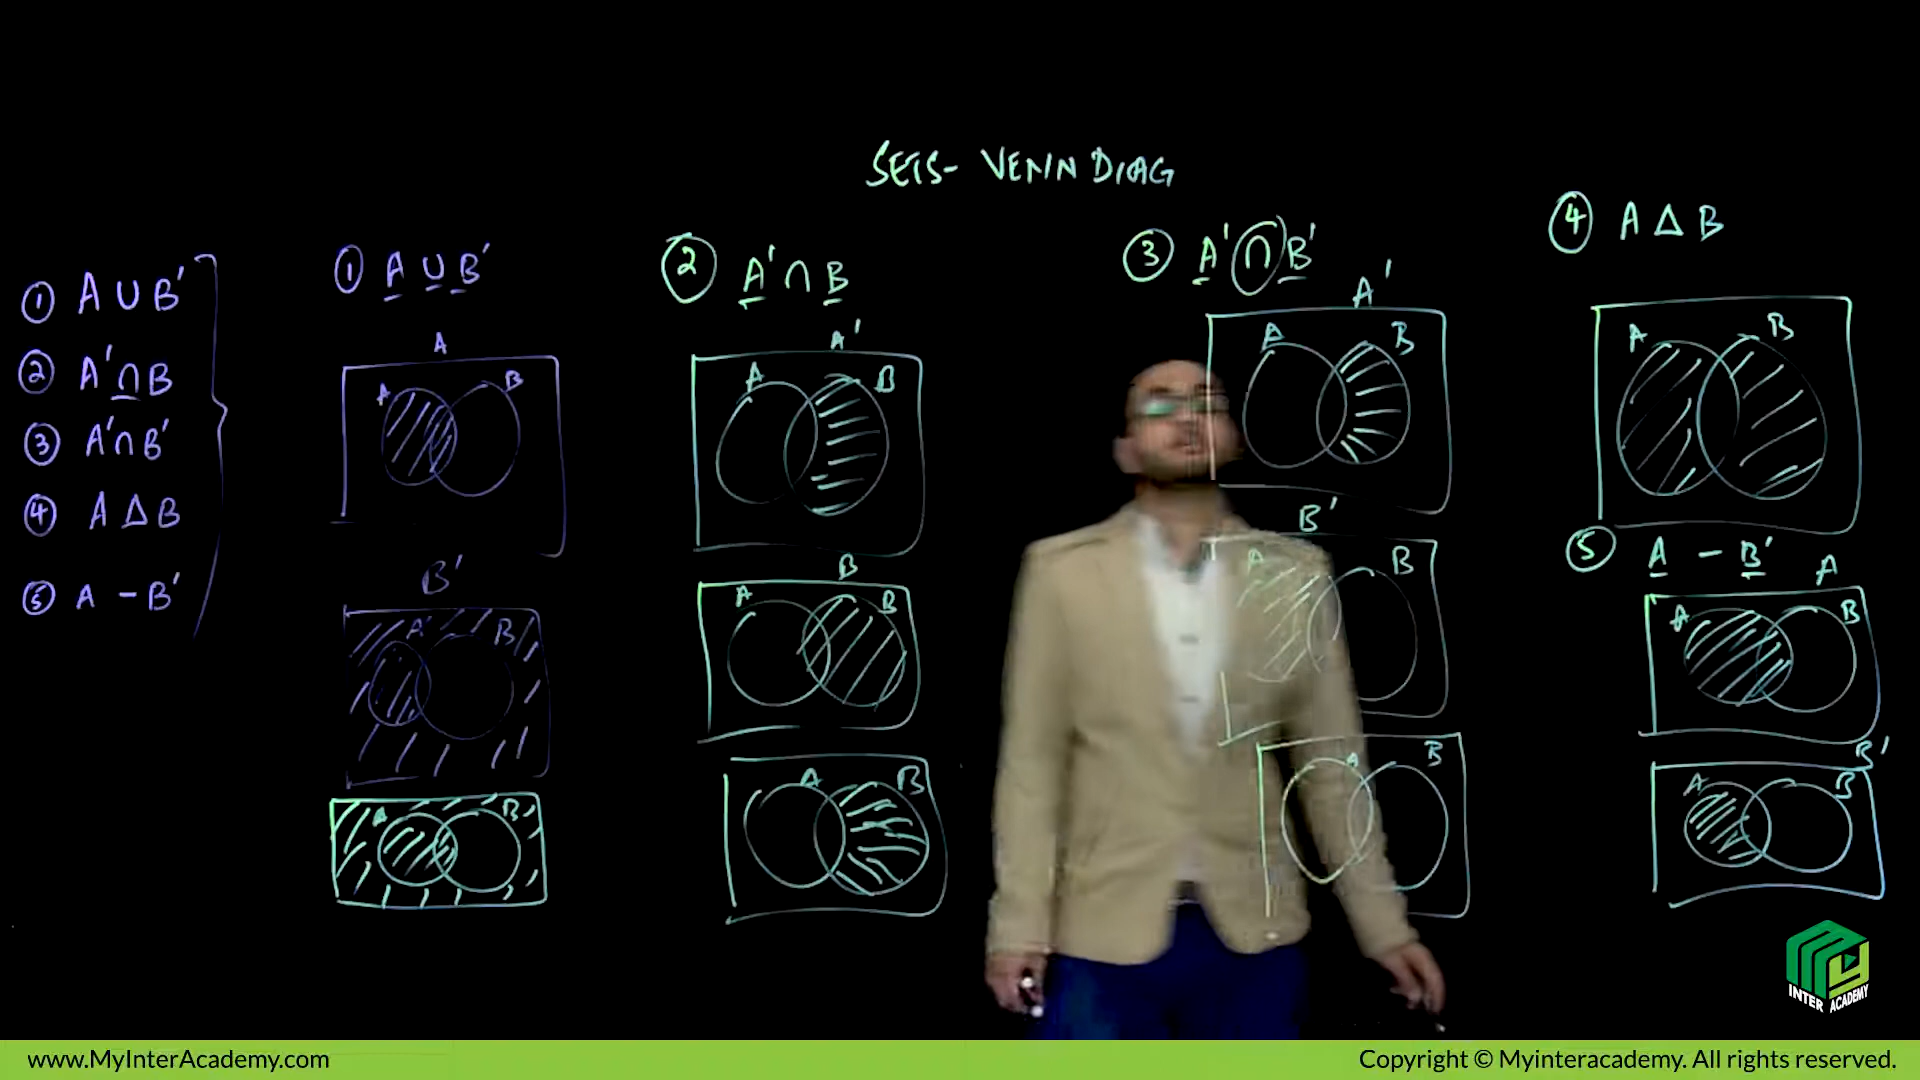 SETS- VENN DIAG
① A ∪ B'
② A' ∩ B
③ A' ∩ B'
④ A Δ B
⑤ A - B'
① A ∪ B'
A
A B
B'
A B
A B
② A' ∩ B
A'
A B
B
A B
A B
③ A' ∩ B'
A'
A B
B'
A B
A B
④ A Δ B
A B
⑤ A - B'
A
A B
B'
A B
INTER ACADEMY
www.MyInterAcademy.com
Copyright © Myinteracademy. All rights reserved.